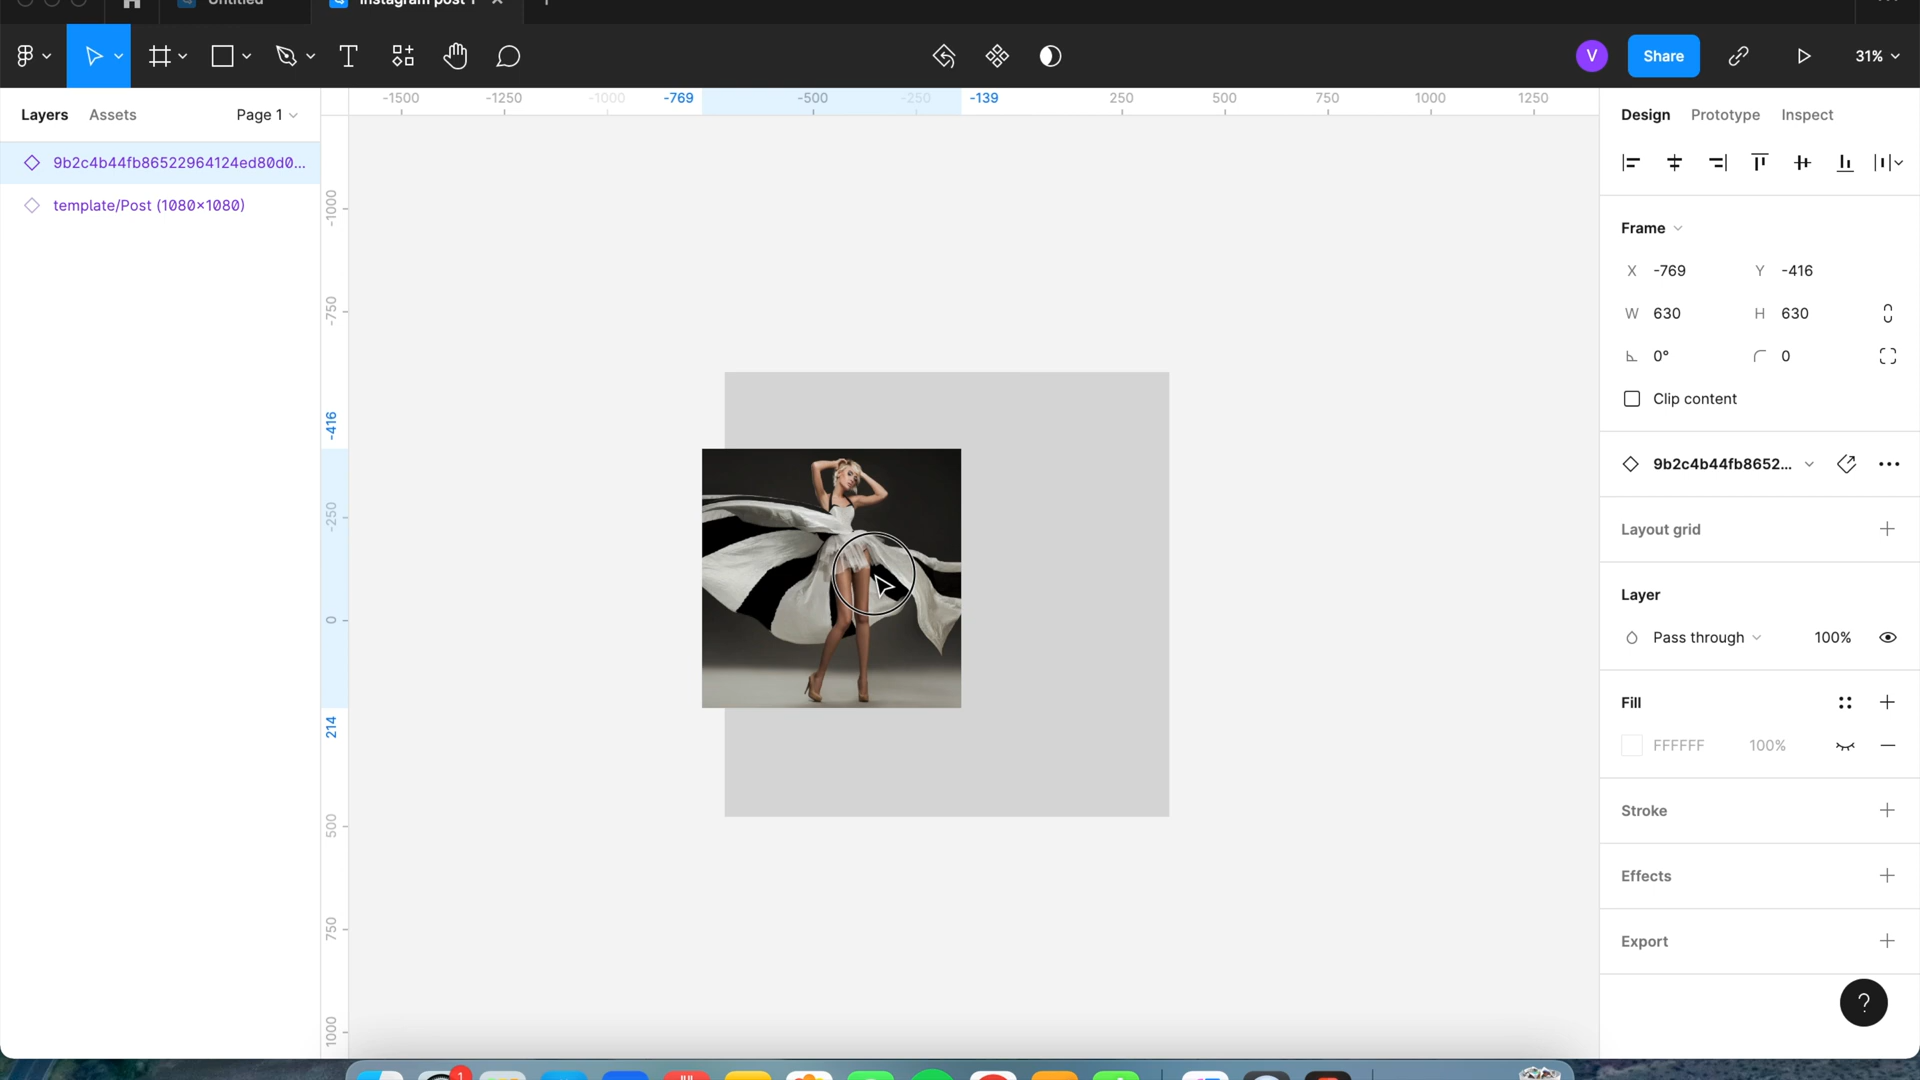 Untitled
Instagram post 1
V
Share
31%
Layers
Assets
Page 1
-1500
-1250
-1000
-769
-500
-250
-139
250
500
750
1000
1250
Design
Prototype
Inspect
9b2c4b44fb86522964124ed80d0...
template/Post (1080×1080)
-1000
-750
-416
-250
0
214
500
750
1000
Frame
X -769
Y -416
W 630
H 630
0°
0
Clip content
9b2c4b44fb8652...
Layout grid
Layer
Pass through
100%
Fill
FFFFFF
100%
Stroke
Effects
Export
?
1